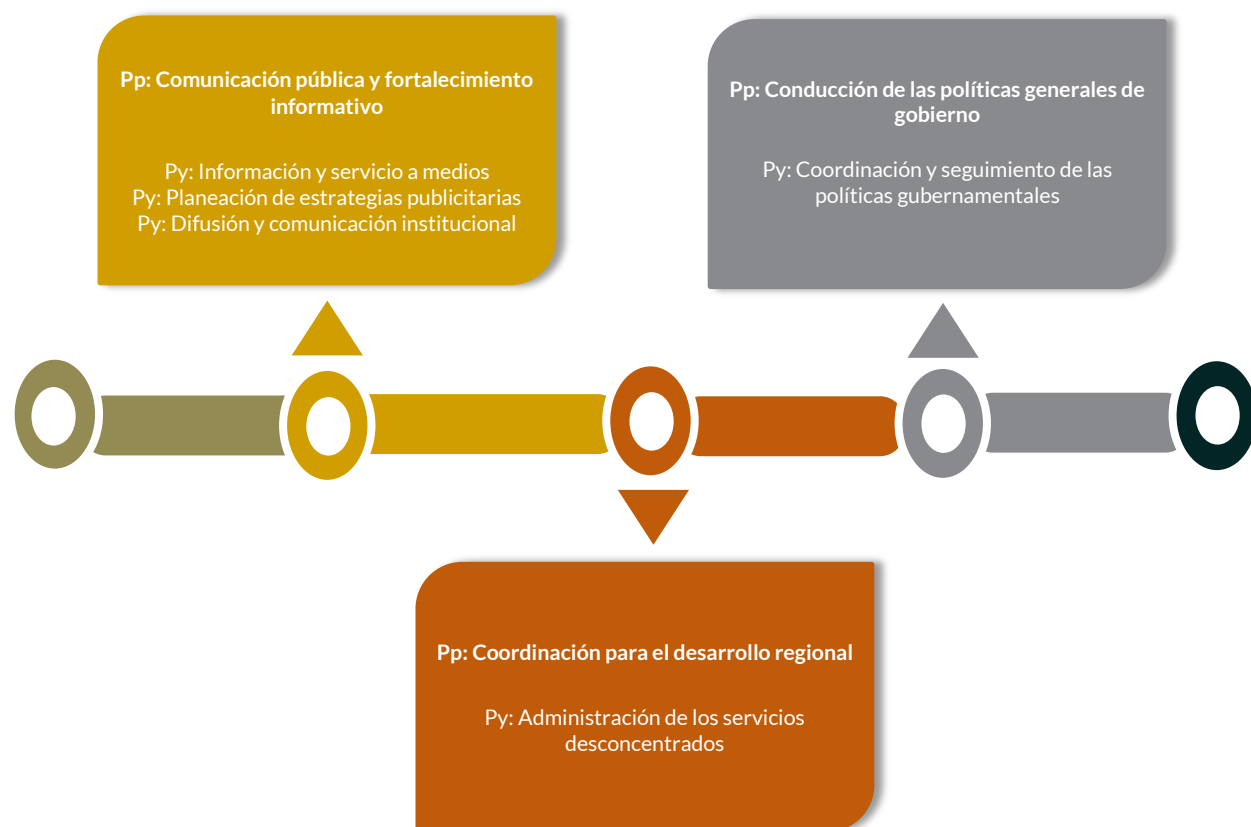 Pp: Comunicación pública y fortalecimiento
informativo
Py: Información y servicio a medios
Py: Planeación de estrategias publicitarias
Py: Difusión y comunicación institucional
Pp: Conducción de las políticas generales de
gobierno
Py: Coordinación y seguimiento de las
políticas gubernamentales
Pp: Coordinación para el desarrollo regional
Py: Administración de los servicios
desconcentrados